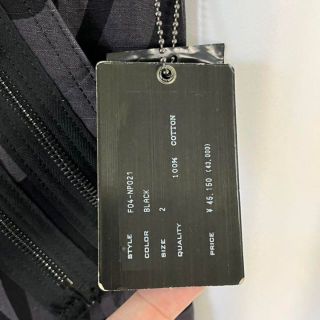 STYLE F04-NP021
COLOR BLACK
SIZE 2
QUALITY 100% COTTON
PRICE ¥ 45,150 (43,000)